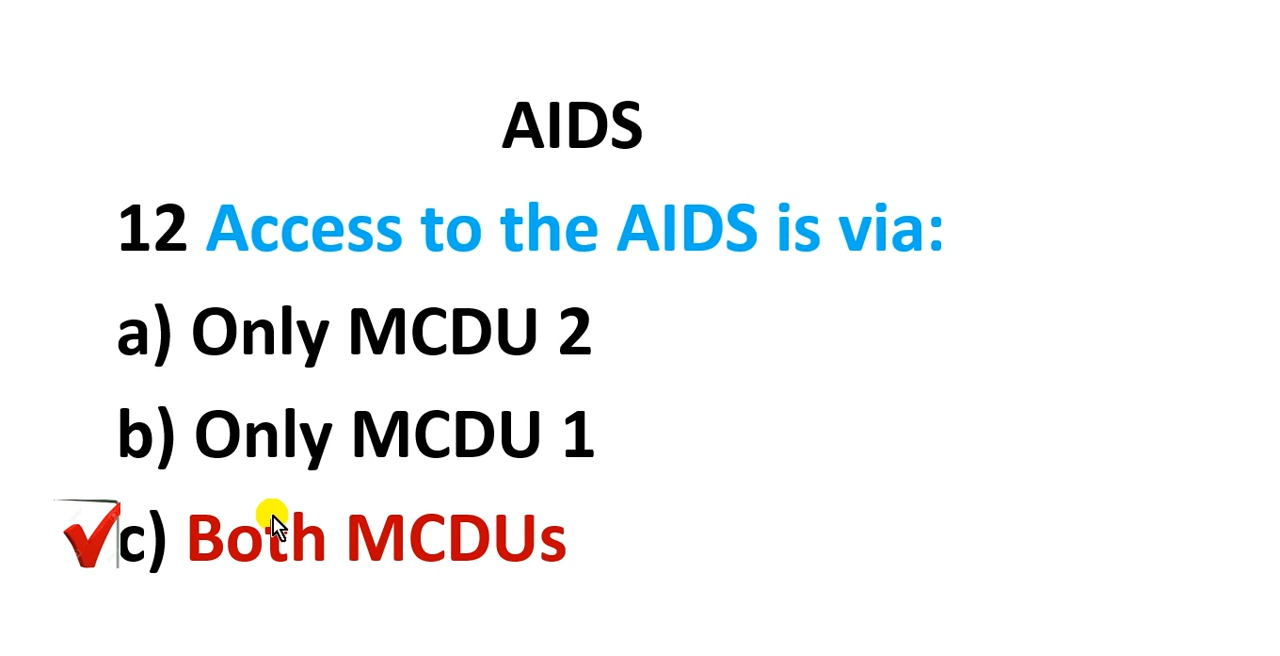 AIDS
12 Access to the AIDS is via:
a) Only MCDU 2
b) Only MCDU 1
c) Both MCDUs